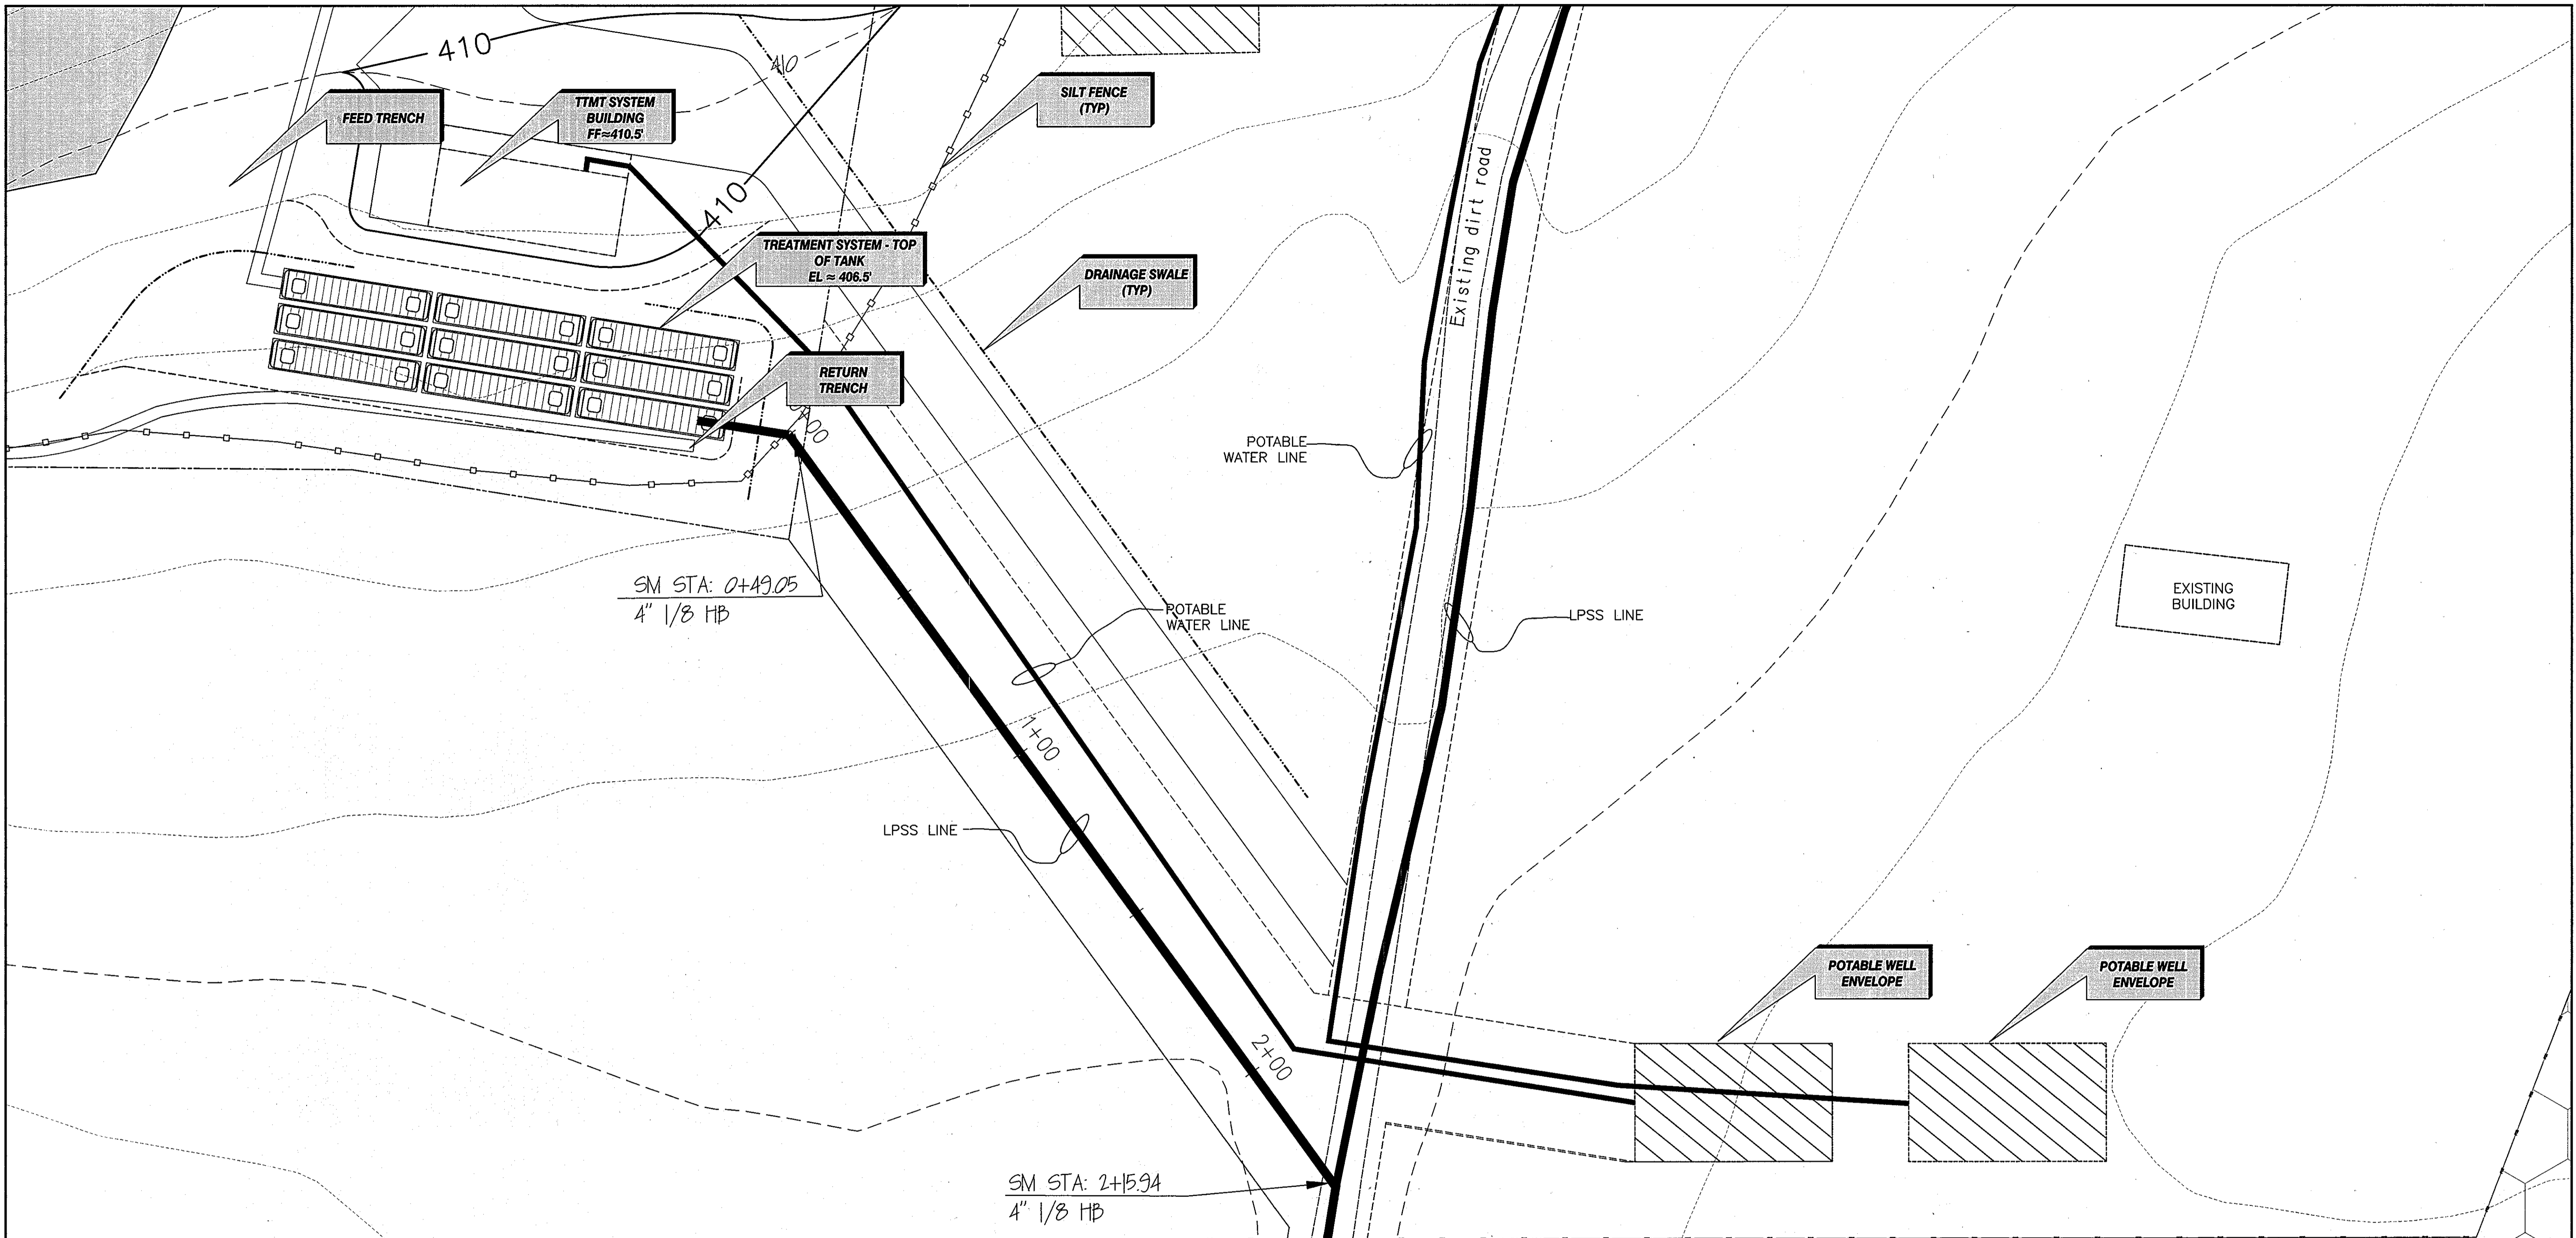 410
410
FEED TRENCH
TTMT SYSTEM
BUILDING
FF≈410.5'
SILT FENCE
(TYP)
410
Existing dirt road
TREATMENT SYSTEM - TOP
OF TANK
EL ≈ 406.5'
DRAINAGE SWALE
(TYP)
RETURN
TRENCH
POTABLE
WATER LINE
SM STA: 0+49.05
4" 1/8 HB
POTABLE
WATER LINE
LPSS LINE
EXISTING
BUILDING
1+00
LPSS LINE
POTABLE WELL
ENVELOPE
POTABLE WELL
ENVELOPE
2+00
SM STA: 2+15.94
4" 1/8 HB